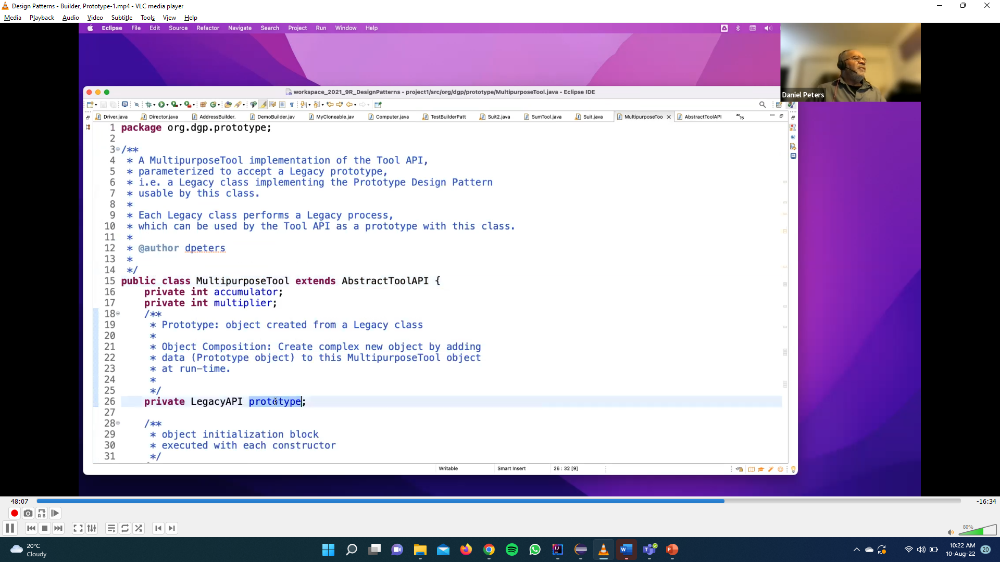 Design Patterns - Builder, Prototype-1.mp4 - VLC media player
Media Playback Audio Video Subtitle Tools View Help
Eclipse File Edit Source Refactor Navigate Search Project Run Window Help
Daniel Peters
workspace_2021_9R_DesignPatterns - project1/src/org/dgp/prototype/MultipurposeTool.java - Eclipse IDE
Driver.java Director.java AddressBuilder. DemoBuilder.jav MyCloneable.jav Computer.java TestBuilderPatt Suit2.java SumTool.java Suit.java MultipurposeToo AbstractToolAPI »15
1 package org.dgp.prototype;
2
3 /**
4 * A MultipurposeTool implementation of the Tool API,
5 * parameterized to accept a Legacy prototype,
6 * i.e. a Legacy class implementing the Prototype Design Pattern
7 * usable by this class.
8 *
9 * Each Legacy class performs a Legacy process,
10 * which can be used by the Tool API as a prototype with this class.
11 *
12 * @author dpeters
13 *
14 */
15 public class MultipurposeTool extends AbstractToolAPI {
16 private int accumulator;
17 private int multiplier;
18 /**
19 * Prototype: object created from a Legacy class
20 *
21 * Object Composition: Create complex new object by adding
22 * data (Prototype object) to this MultipurposeTool object
23 * at run-time.
24 *
25 */
26 private LegacyAPI prototype;
27
28 /**
29 * object initialization block
30 * executed with each constructor
31 */
Writable Smart Insert 26 : 32 [9]
48:07 -16:34
80%
20°C
Cloudy
10:22 AM
10-Aug-22
20